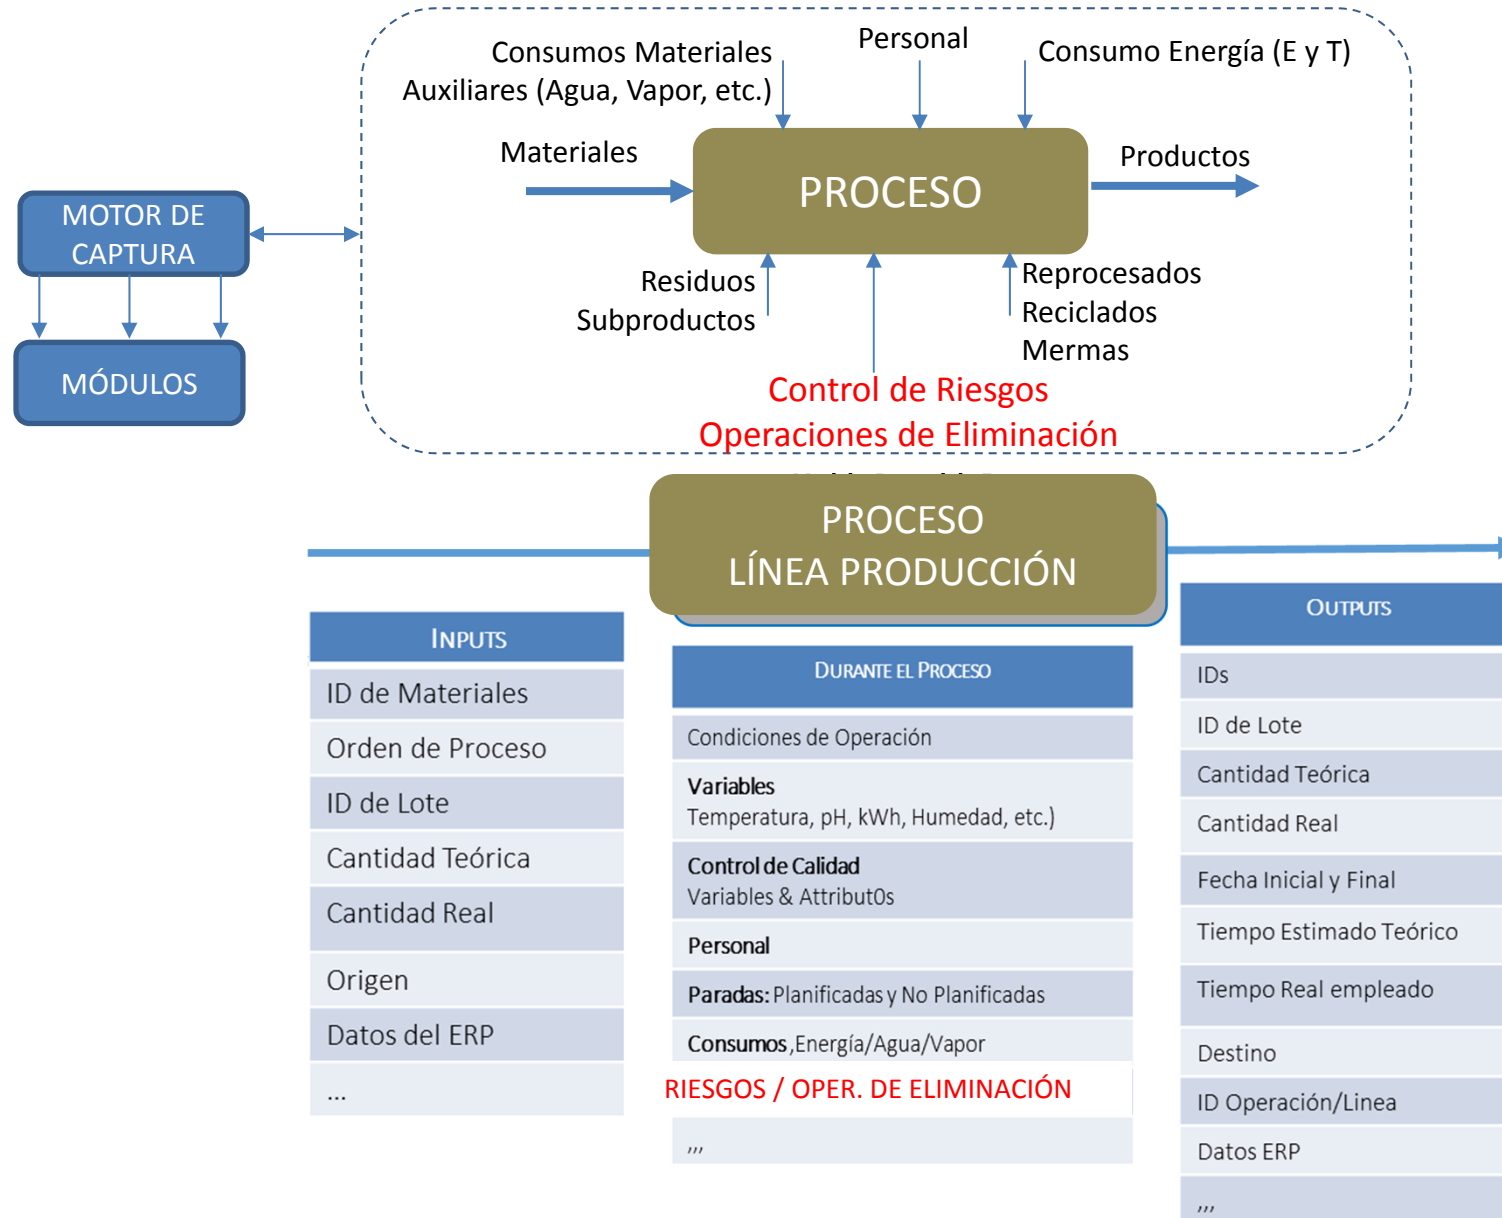 Consumos Materiales
Auxiliares (Agua, Vapor, etc.)
Personal
Consumo Energía (E y T)
Materiales
PROCESO
Productos
MOTOR DE
CAPTURA
MÓDULOS
Residuos
Subproductos
Reprocesados
Reciclados
Mermas
Control de Riesgos
Operaciones de Eliminación
PROCESO
LÍNEA PRODUCCIÓN
INPUTS
ID de Materiales
Orden de Proceso
ID de Lote
Cantidad Teórica
Cantidad Real
Origen
Datos del ERP
...
DURANTE EL PROCESO
Condiciones de Operación
Variables
Temperatura, pH, kWh, Humedad, etc.)
Control de Calidad
Variables & Attribut0s
Personal
Paradas: Planificadas y No Planificadas
Consumos ,Energía/Agua/Vapor
RIESGOS / OPER. DE ELIMINACIÓN
,,,
OUTPUTS
IDs
ID de Lote
Cantidad Teórica
Cantidad Real
Fecha Inicial y Final
Tiempo Estimado Teórico
Tiempo Real empleado
Destino
ID Operación/Linea
Datos ERP
,,,